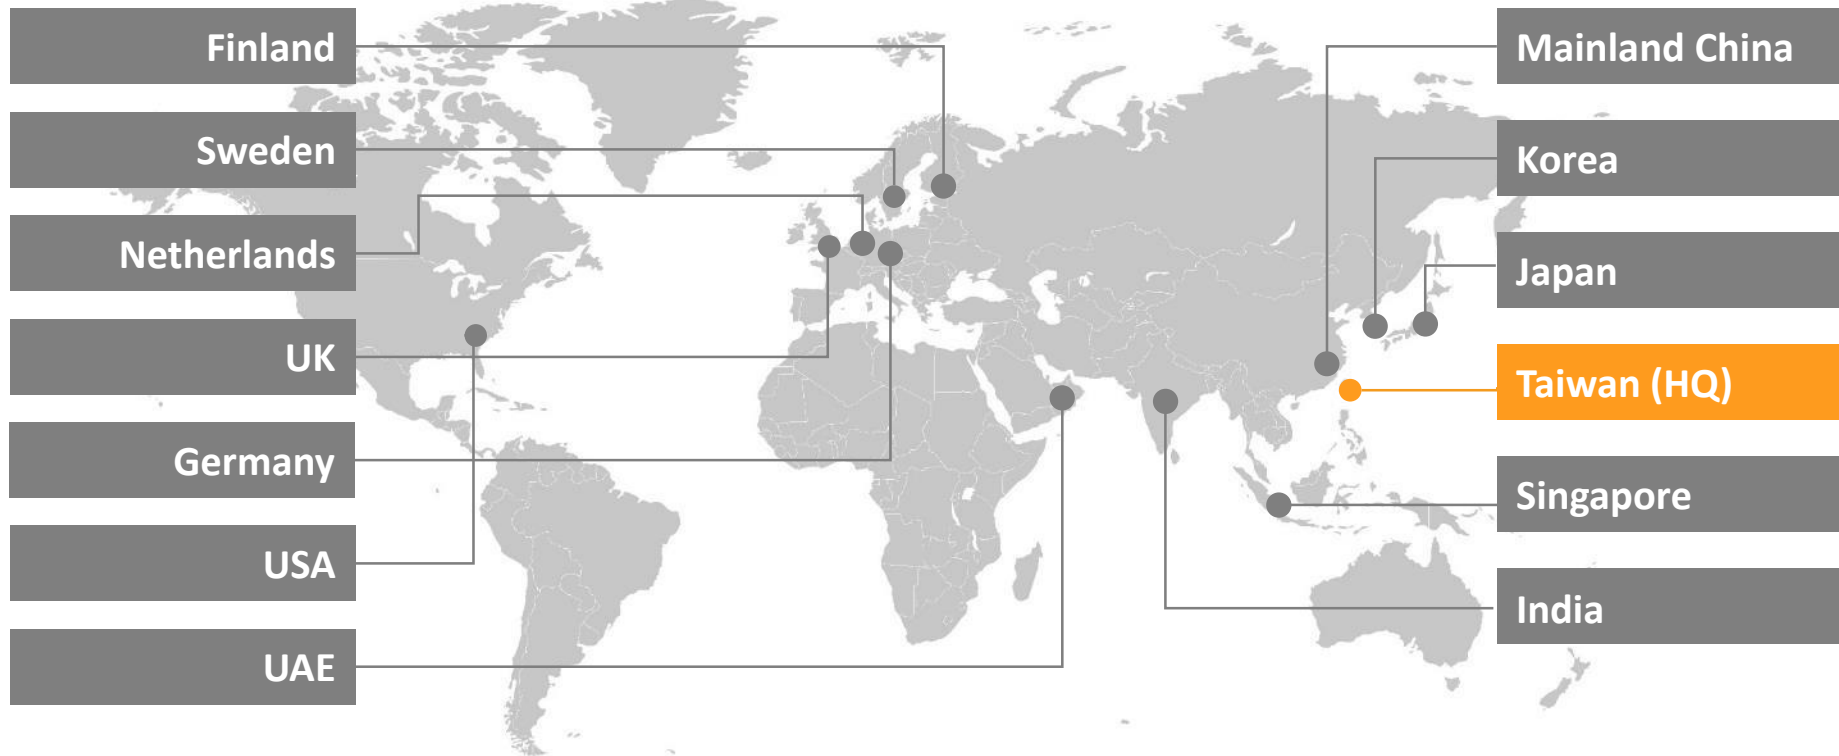 Finland
Sweden
Netherlands
UK
Germany
USA
UAE
Mainland China
Korea
Japan
Taiwan (HQ)
Singapore
India